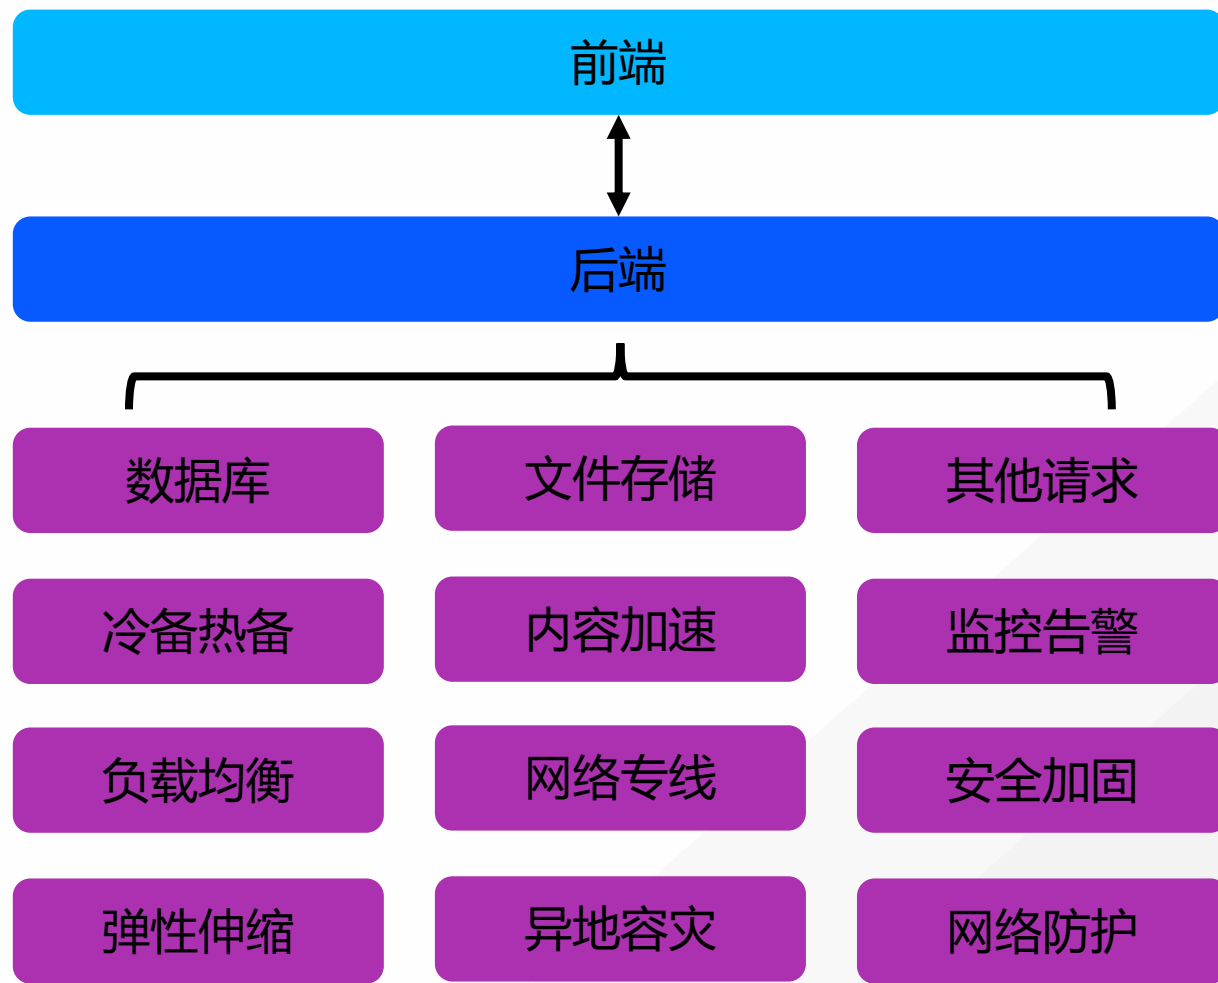 前端
后端
数据库
文件存储
其他请求
冷备热备
内容加速
监控告警
负载均衡
网络专线
安全加固
弹性伸缩
异地容灾
网络防护